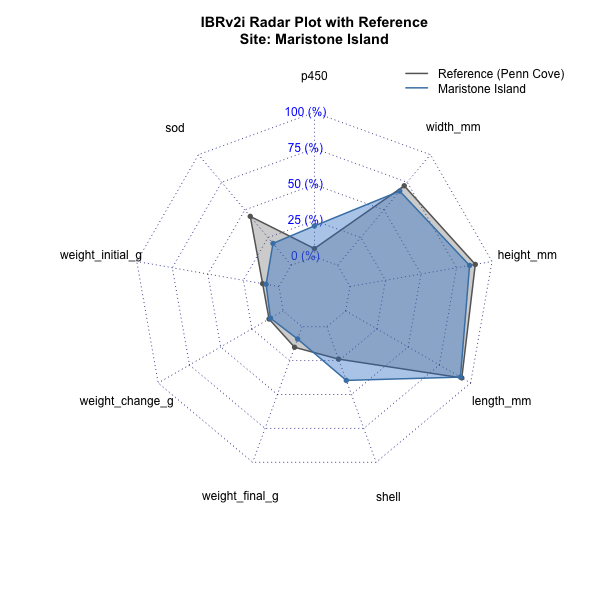 IBRv2i Radar Plot with Reference
Site: Maristone Island
p450
Reference (Penn Cove)
Maristone Island
100 (%)
sod
width_mm
75 (%)
50 (%)
25 (%)
weight_initial_g
0 (%)
height_mm
weight_change_g
length_mm
weight_final_g
shell